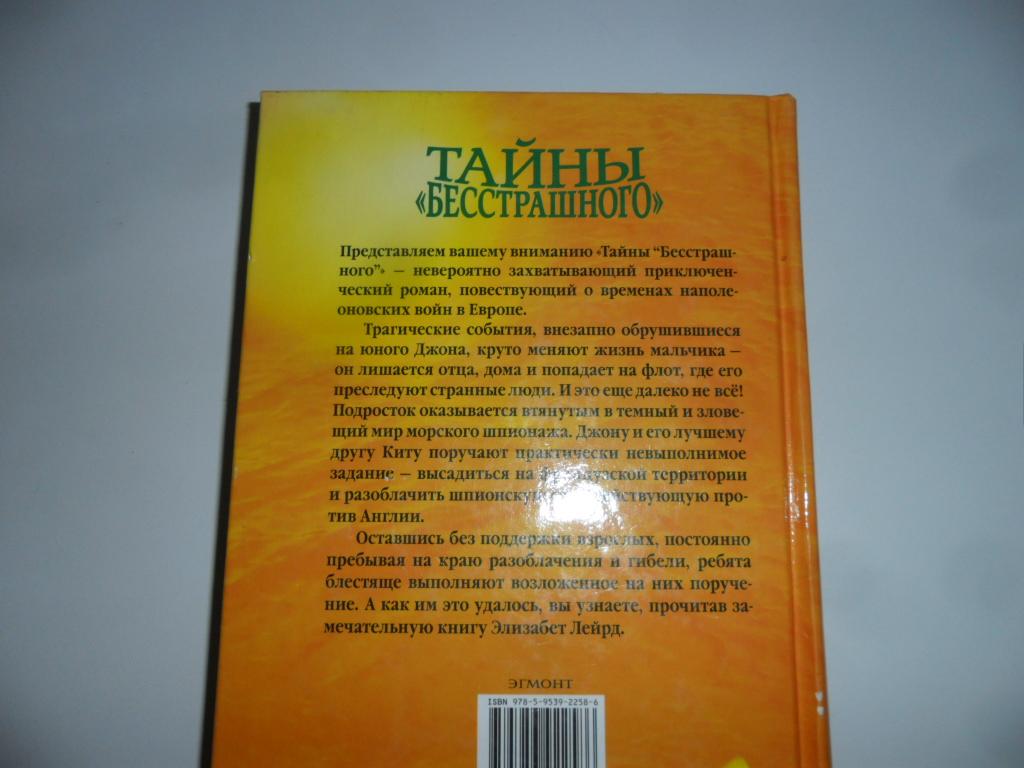 ТАЙНЫ
«БЕССТРАШНОГО»
Представляем вашему вниманию «Тайны “Бесстраш-
ного”» – невероятно захватывающий приключен-
ческий роман, повествующий о временах наполе-
оновских войн в Европе.
Трагические события, внезапно обрушившиеся
на юного Джона, круто меняют жизнь мальчика –
он лишается отца, дома и попадает на флот, где его
преследуют странные люди. И это еще далеко не всё!
Подросток оказывается втянутым в темный и злове-
щий мир морского шпионажа. Джону и его лучшему
другу Киту поручают практически невыполнимое
задание – высадиться на французской территории
и разоблачить шпионскую действующую про-
тив Англии.
Оставшись без поддержки взрослых, постоянно
пребывая на краю разоблачения и гибели, ребята
блестяще выполняют возложенное на них поруче-
ние. А как им это удалось, вы узнаете, прочитав за-
мечательную книгу Элизабет Лейрд.
ЭГМОНТ
ISBN 978-5-9539-2258-6